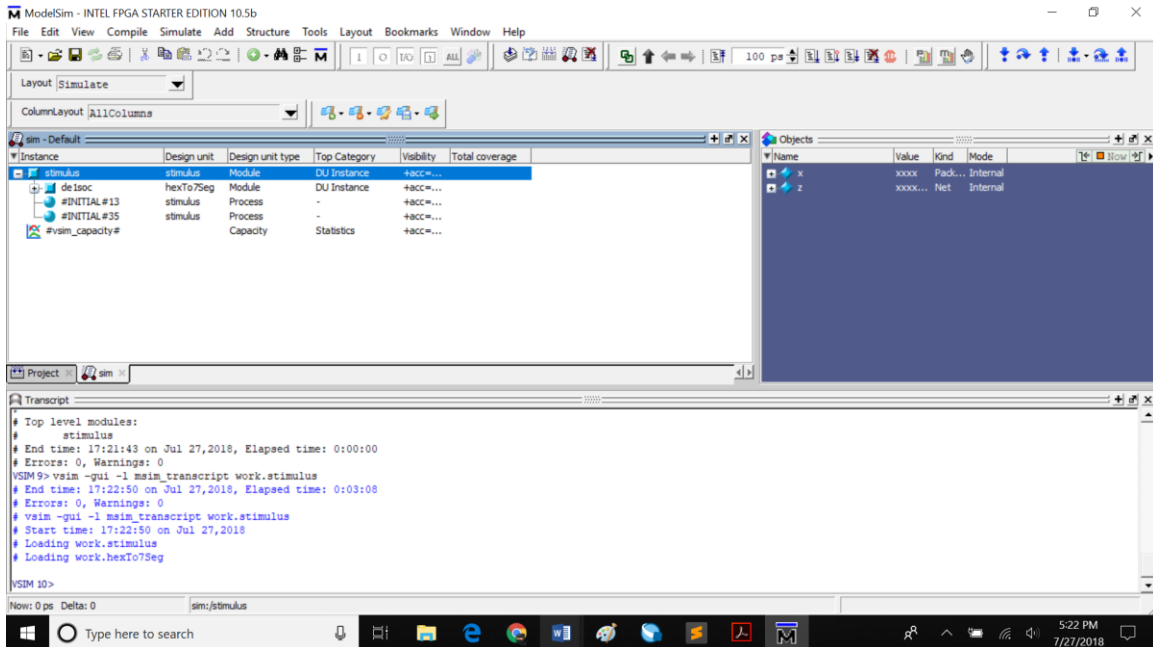 ModelSim - INTEL FPGA STARTER EDITION 10.5b
File Edit View Compile Simulate Add Structure Tools Layout Bookmarks Window Help
100 ps
Layout Simulate
ColumnLayout AllColumns
sim - Default
Instance Design unit Design unit type Top Category Visibility Total coverage
stimulus stimulus Module DU Instance +acc=...
de1soc hexTo7Seg Module DU Instance +acc=...
#INITIAL#13 stimulus Process - +acc=...
#INITIAL#35 stimulus Process - +acc=...
#vsim_capacity# Capacity Statistics +acc=...
Objects
Name Value Kind Mode Now
x xxxx Pack... Internal
z xxxx... Net Internal
Project sim
Transcript
# Top level modules:
# stimulus
# End time: 17:21:43 on Jul 27,2018, Elapsed time: 0:00:00
# Errors: 0, Warnings: 0
VSIM 9> vsim -gui -l msim_transcript work.stimulus
# End time: 17:22:50 on Jul 27,2018, Elapsed time: 0:03:08
# Errors: 0, Warnings: 0
# vsim -gui -l msim_transcript work.stimulus
# Start time: 17:22:50 on Jul 27,2018
# Loading work.stimulus
# Loading work.hexTo7Seg
VSIM 10>
Now: 0 ps Delta: 0 sim:/stimulus
Type here to search
5:22 PM
7/27/2018